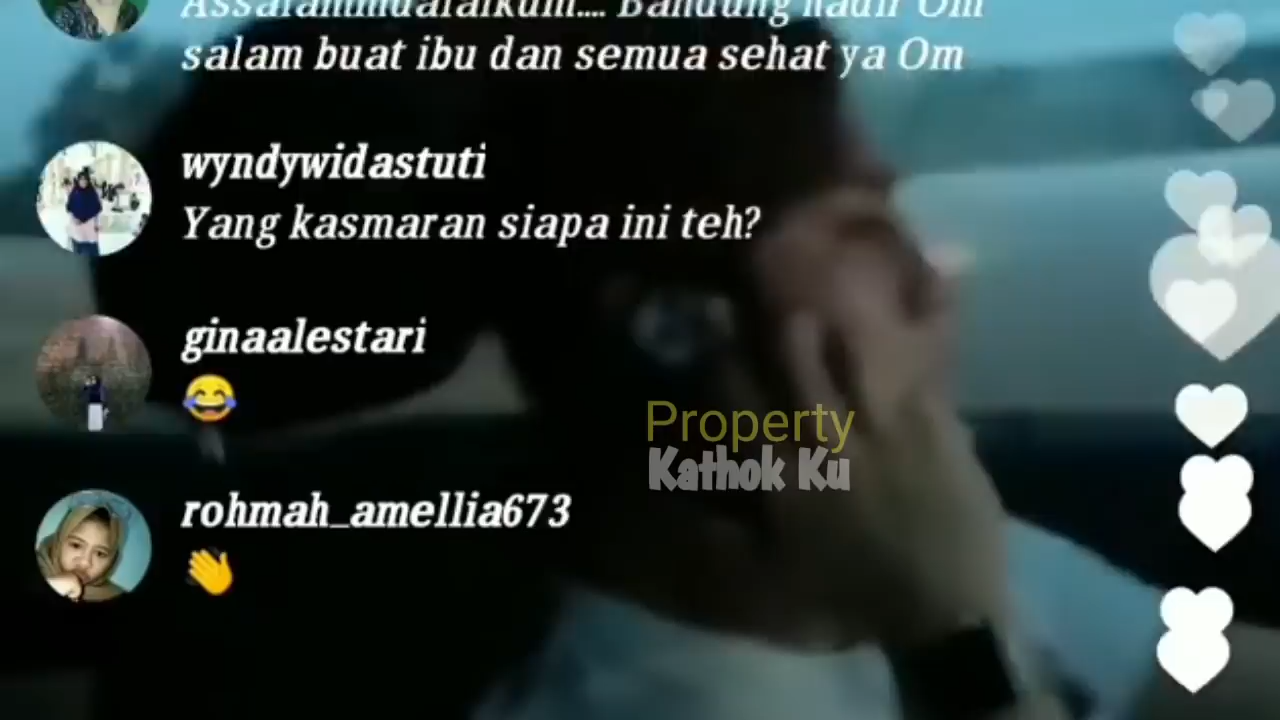 Bandung hadir Om
salam buat ibu dan semua sehat ya Om
wyndywidastuti
Yang kasmaran siapa ini teh?
ginaalestari
😂
Property
Kathok Ku
rohmah_amellia673
👏